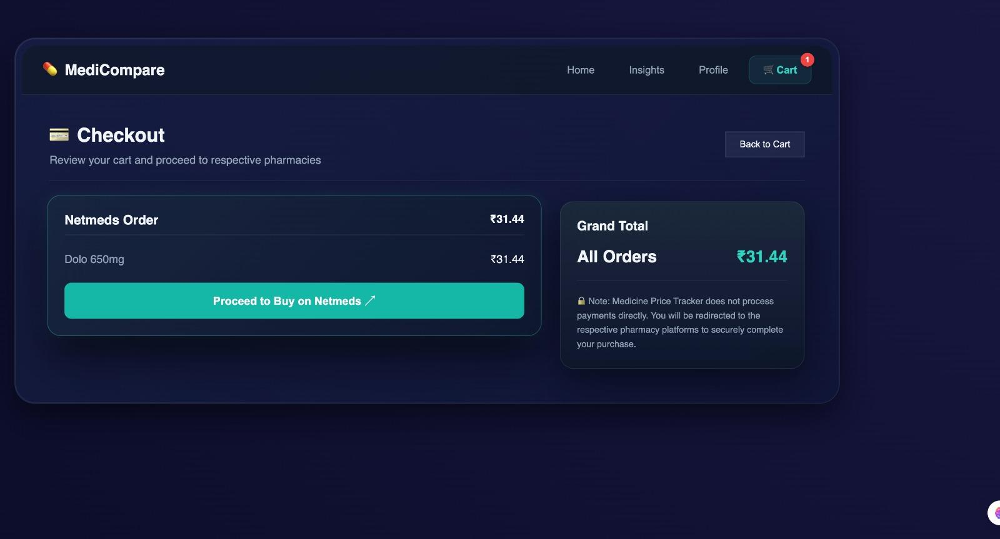 MediCompare
Home
Insights
Profile
Cart
1
Checkout
Review your cart and proceed to respective pharmacies
Back to Cart
Netmeds Order
₹31.44
Dolo 650mg
₹31.44
Proceed to Buy on Netmeds ↗
Grand Total
All Orders
₹31.44
Note: Medicine Price Tracker does not process
payments directly. You will be redirected to the
respective pharmacy platforms to securely complete
your purchase.